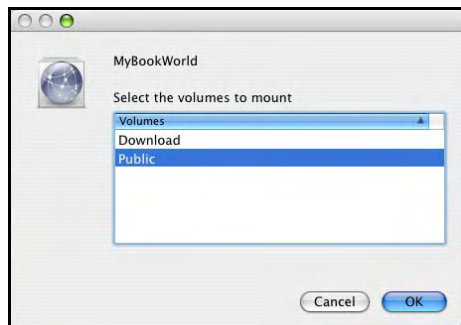 MyBookWorld
Select the volumes to mount
Volumes
Download
Public
Cancel
OK